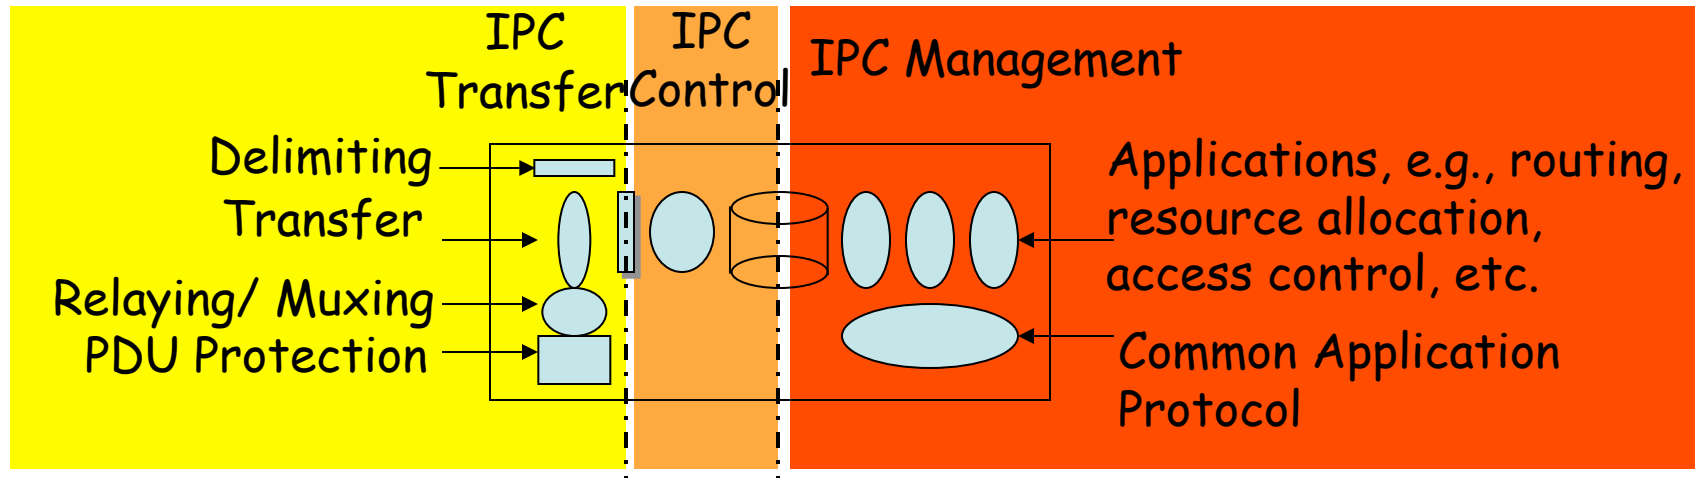 IPC
Transfer
IPC
Control
IPC Management
Delimiting
Transfer
Relaying/ Muxing
PDU Protection
Applications, e.g., routing,
resource allocation,
access control, etc.
Common Application
Protocol